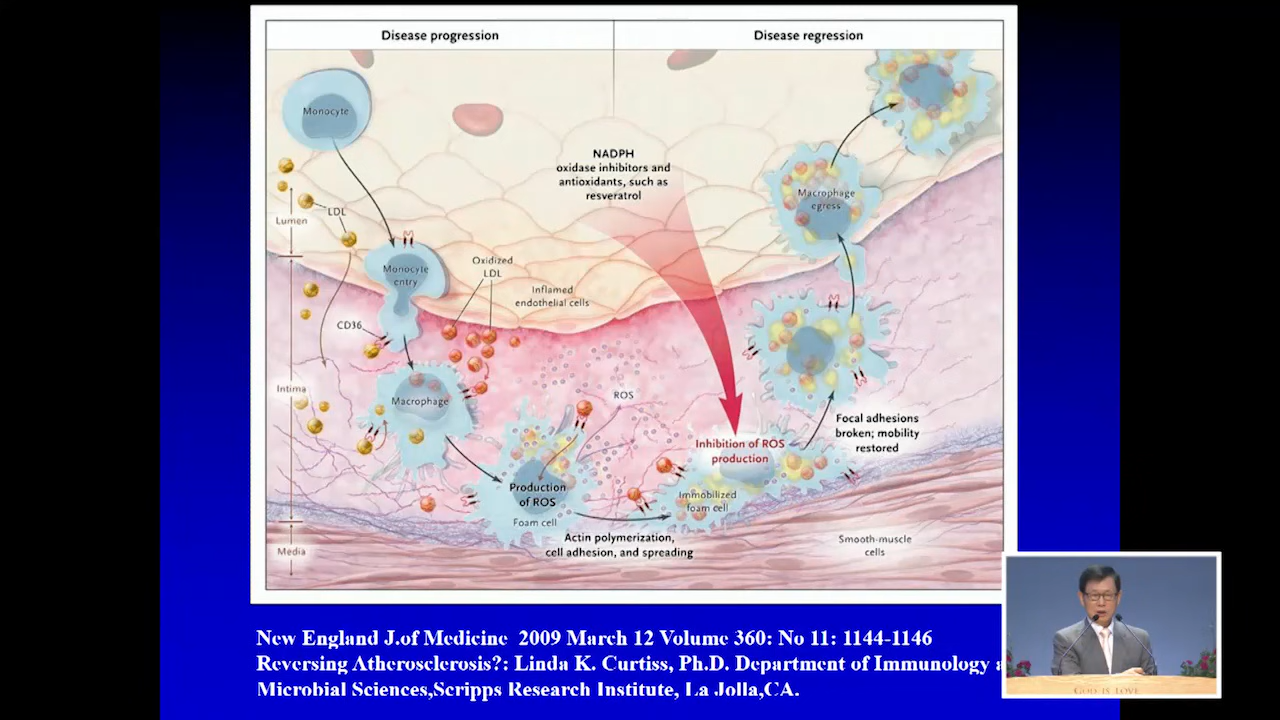 Disease progression
Disease regression
Monocyte
NADPH
oxidase inhibitors and
antioxidants, such as
resveratrol
Macrophage
egress
LDL
Lumen
Monocyte
entry
Oxidized
LDL
Inflamed
endothelial cells
CD36
Intima
Macrophage
ROS
Focal adhesions
broken; mobility
restored
Inhibition of ROS
production
Production
of ROS
Foam cell
Immobilized
foam cell
Actin polymerization,
cell adhesion, and spreading
Smooth-muscle
cells
Media
New England J.of Medicine 2009 March 12 Volume 360: No 11: 1144-1146
Reversing Atherosclerosis?: Linda K. Curtiss, Ph.D. Department of Immunology a
Microbial Sciences,Scripps Research Institute, La Jolla,CA.
GOD IS LOVE